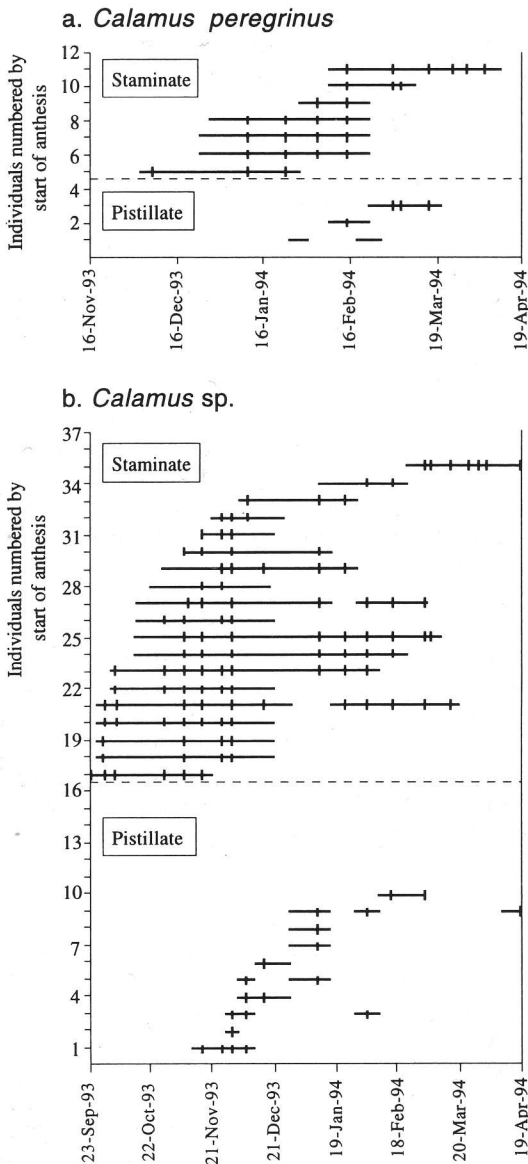 a. Calamus peregrinus
Individuals numbered by
start of anthesis
12
10
8
6
4
2
Staminate
Pistillate
16-Nov-93
16-Dec-93
16-Jan-94
16-Feb-94
19-Mar-94
19-Apr-94
b. Calamus sp.
Individuals numbered by
start of anthesis
37
34
31
28
25
22
19
16
13
10
7
4
1
Staminate
Pistillate
23-Sep-93
22-Oct-93
21-Nov-93
21-Dec-93
19-Jan-94
18-Feb-94
20-Mar-94
19-Apr-94